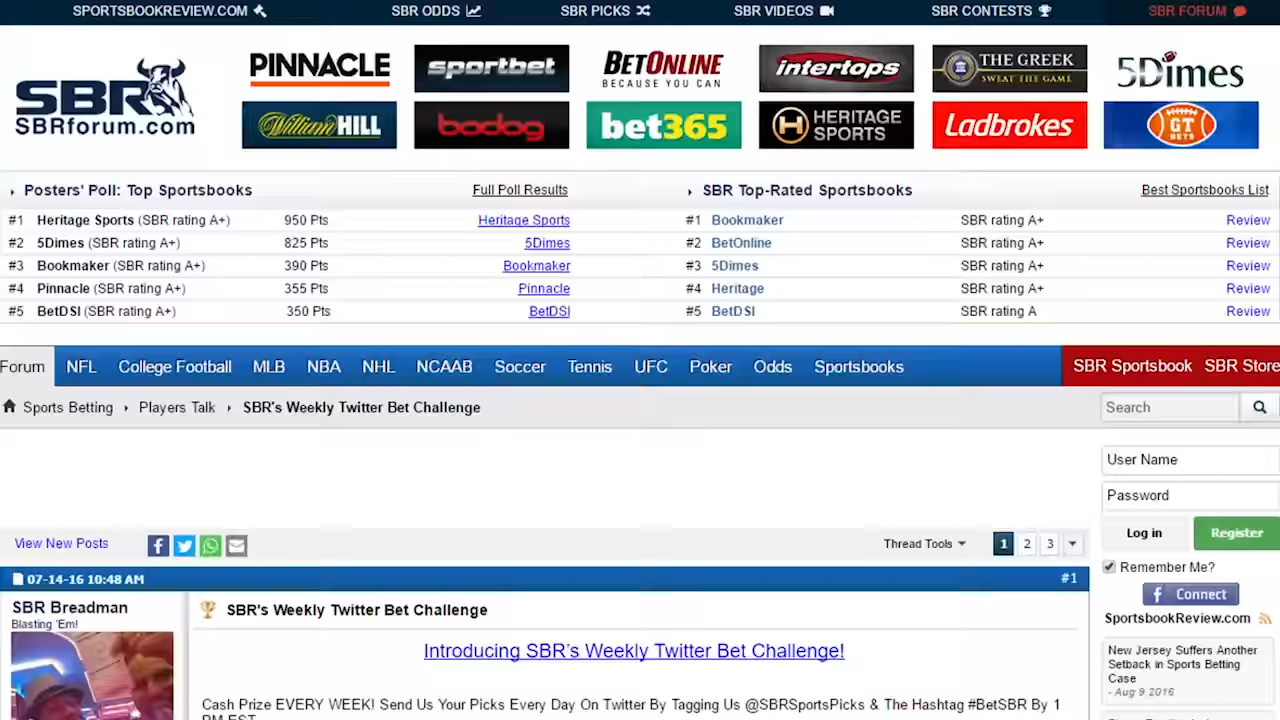 SPORTSBOOKREVIEW.COM SBR ODDS SBR PICKS SBR VIDEOS SBR CONTESTS SBR FORUM
SBR
SBRforum.com
PINNACLE sportbet BETONLINE intertops THE GREEK 5Dimes
BECAUSE YOU CAN SWEAT THE GAME
William HILL bodog bet365 HERITAGE SPORTS Ladbrokes GT BETS
Posters' Poll: Top Sportsbooks Full Poll Results
#1 Heritage Sports (SBR rating A+) 950 Pts Heritage Sports
#2 5Dimes (SBR rating A+) 825 Pts 5Dimes
#3 Bookmaker (SBR rating A+) 390 Pts Bookmaker
#4 Pinnacle (SBR rating A+) 355 Pts Pinnacle
#5 BetDSI (SBR rating A+) 350 Pts BetDSI
SBR Top-Rated Sportsbooks Best Sportsbooks List
#1 Bookmaker SBR rating A+ Review
#2 BetOnline SBR rating A+ Review
#3 5Dimes SBR rating A+ Review
#4 Heritage SBR rating A+ Review
#5 BetDSI SBR rating A Review
Forum NFL College Football MLB NBA NHL NCAAB Soccer Tennis UFC Poker Odds Sportsbooks SBR Sportsbook SBR Store
Sports Betting Players Talk SBR's Weekly Twitter Bet Challenge Search
View New Posts Thread Tools 1 2 3
07-14-16 10:48 AM #1
SBR Breadman
Blasting 'Em!
SBR's Weekly Twitter Bet Challenge
Introducing SBR's Weekly Twitter Bet Challenge!
Cash Prize EVERY WEEK! Send Us Your Picks Every Day On Twitter By Tagging Us @SBRSportsPicks & The Hashtag #BetSBR By 1
PM EST
User Name
Password
Log in Register
Remember Me?
f Connect
SportsbookReview.com
New Jersey Suffers Another
Setback in Sports Betting
Case
- Aug 9 2016